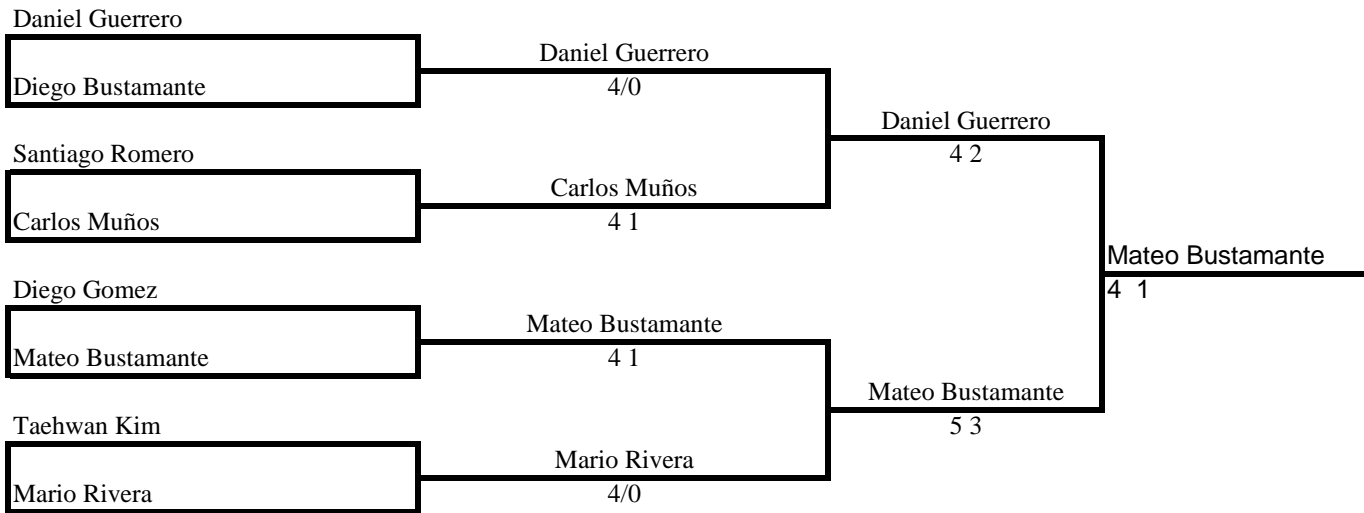 Daniel Guerrero
Diego Bustamante
Santiago Romero
Carlos Muños
Diego Gomez
Mateo Bustamante
Taehwan Kim
Mario Rivera
Daniel Guerrero
4/0
Carlos Muños
4 1
Mateo Bustamante
4 1
Mario Rivera
4/0
Daniel Guerrero
4 2
Mateo Bustamante
5 3
Mateo Bustamante
4 1